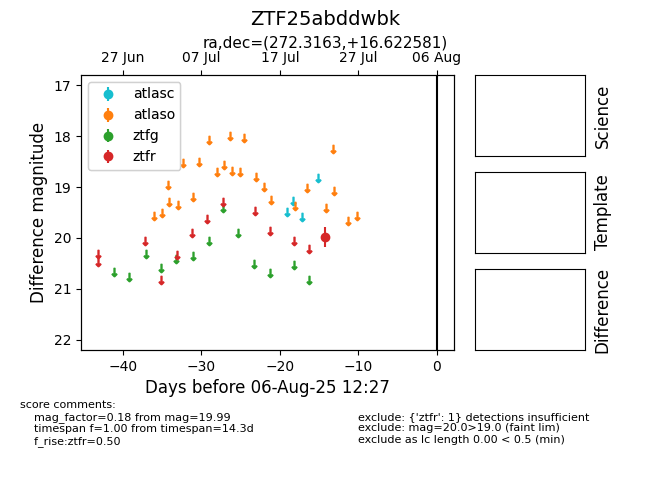 ZTF25abddwbk
ra,dec=(272.3163,+16.622581)
27 Jun 07 Jul 17 Jul 27 Jul 06 Aug
atlasc
atlaso
ztfg
ztfr
17
18
19
20
21
22
Difference magnitude
−40 −30 −20 −10 0
Days before 06-Aug-25 12:27
Science
Template
Difference
score comments:
mag_factor=0.18 from mag=19.99
timespan f=1.00 from timespan=14.3d
f_rise:ztfr=0.50
exclude: {'ztfr': 1} detections insufficient
exclude: mag=20.0>19.0 (faint lim)
exclude as lc length 0.00 < 0.5 (min)